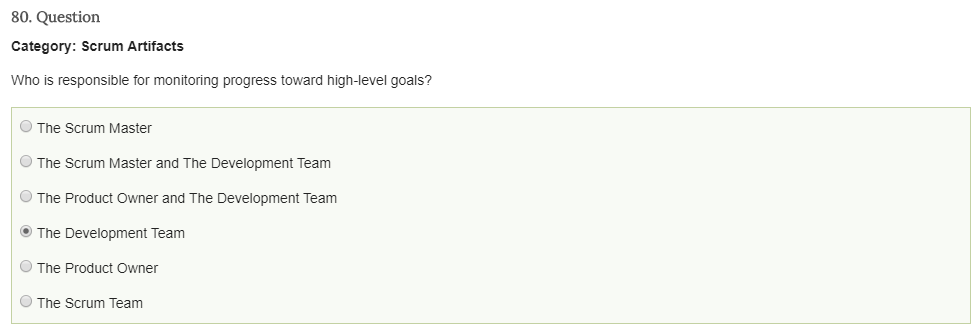 80. Question
Category: Scrum Artifacts
Who is responsible for monitoring progress toward high-level goals?
The Scrum Master
The Scrum Master and The Development Team
The Product Owner and The Development Team
The Development Team
The Product Owner
The Scrum Team